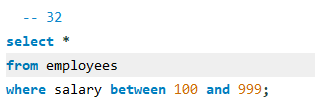 -- 32
select *
from employees
where salary between 100 and 999;